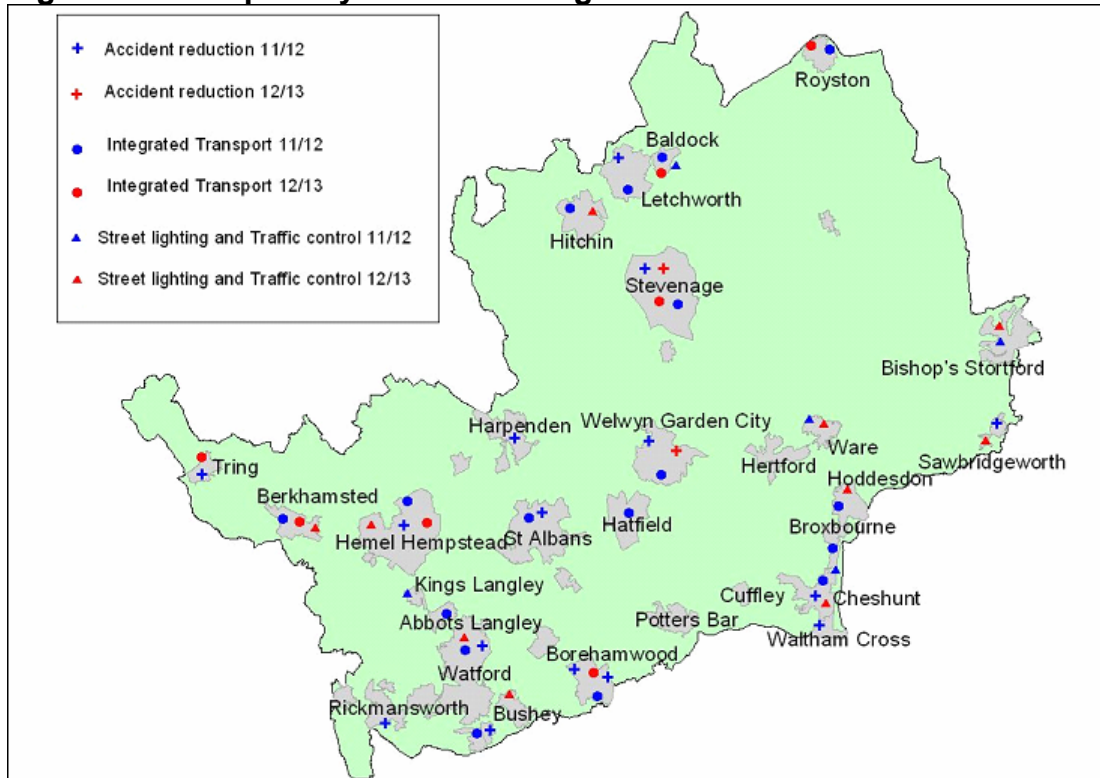 Accident reduction 11/12
Accident reduction 12/13
Integrated Transport 11/12
Integrated Transport 12/13
Street lighting and Traffic control 11/12
Street lighting and Traffic control 12/13
Royston
Baldock
Letchworth
Hitchin
Stevenage
Bishop's Stortford
Harpenden
Welwyn Garden City
Ware
Hertford
Sawbridgeworth
Tring
Hoddesdon
Berkhamsted
Hatfield
Broxbourne
Hemel Hempstead
St Albans
Kings Langley
Cuffley
Cheshunt
Abbots Langley
Potters Bar
Waltham Cross
Borehamwood
Watford
Rickmansworth
Bushey